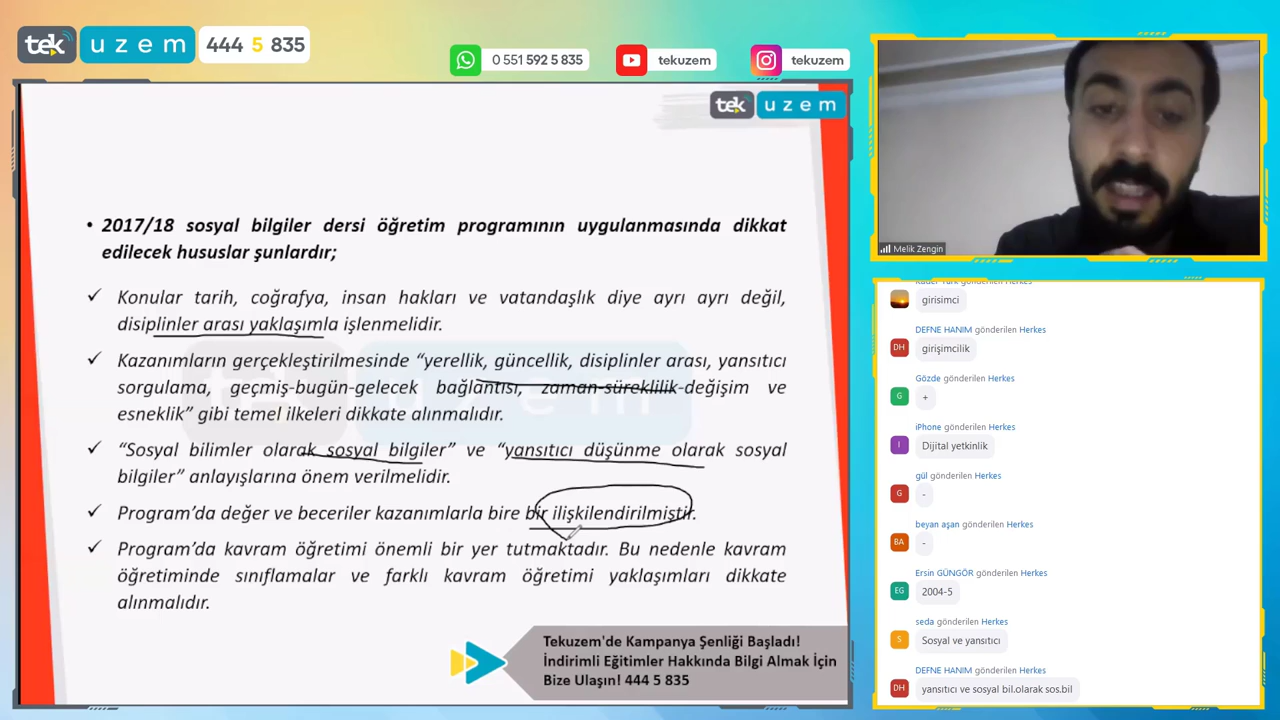 tek uzem 444 5 835
0 551 592 5 835
tekuzem
tekuzem
tek uzem
• 2017/18 sosyal bilgiler dersi öğretim programının uygulanmasında dikkat
edilecek hususlar şunlardır;
✓ Konular tarih, coğrafya, insan hakları ve vatandaşlık diye ayrı ayrı değil,
disiplinler arası yaklaşımla işlenmelidir.
✓ Kazanımların gerçekleştirilmesinde “yerellik, güncellik, disiplinler arası, yansıtıcı
sorgulama, geçmiş-bugün-gelecek bağlantısı, zaman-süreklilik-değişim ve
esneklik” gibi temel ilkeleri dikkate alınmalıdır.
✓ “Sosyal bilimler olarak sosyal bilgiler” ve “yansıtıcı düşünme olarak sosyal
bilgiler” anlayışlarına önem verilmelidir.
✓ Program’da değer ve beceriler kazanımlarla bire bir ilişkilendirilmiştir.
✓ Program’da kavram öğretimi önemli bir yer tutmaktadır. Bu nedenle kavram
öğretiminde sınıflamalar ve farklı kavram öğretimi yaklaşımları dikkate
alınmalıdır.
Tekuzem'de Kampanya Şenliği Başladı!
İndirimli Eğitimler Hakkında Bilgi Almak İçin
Bize Ulaşın! 444 5 835
Melik Zengin
girisimci
DH DEFNE HANIM gönderilen Herkes
girişimcilik
G Gözde gönderilen Herkes
+
I iPhone gönderilen Herkes
Dijital yetkinlik
G gül gönderilen Herkes
-
BA beyan aşan gönderilen Herkes
-
EG Ersin GÜNGÖR gönderilen Herkes
2004-5
S seda gönderilen Herkes
Sosyal ve yansıtıcı
DH DEFNE HANIM gönderilen Herkes
yansıtıcı ve sosyal bil.olarak sos.bil